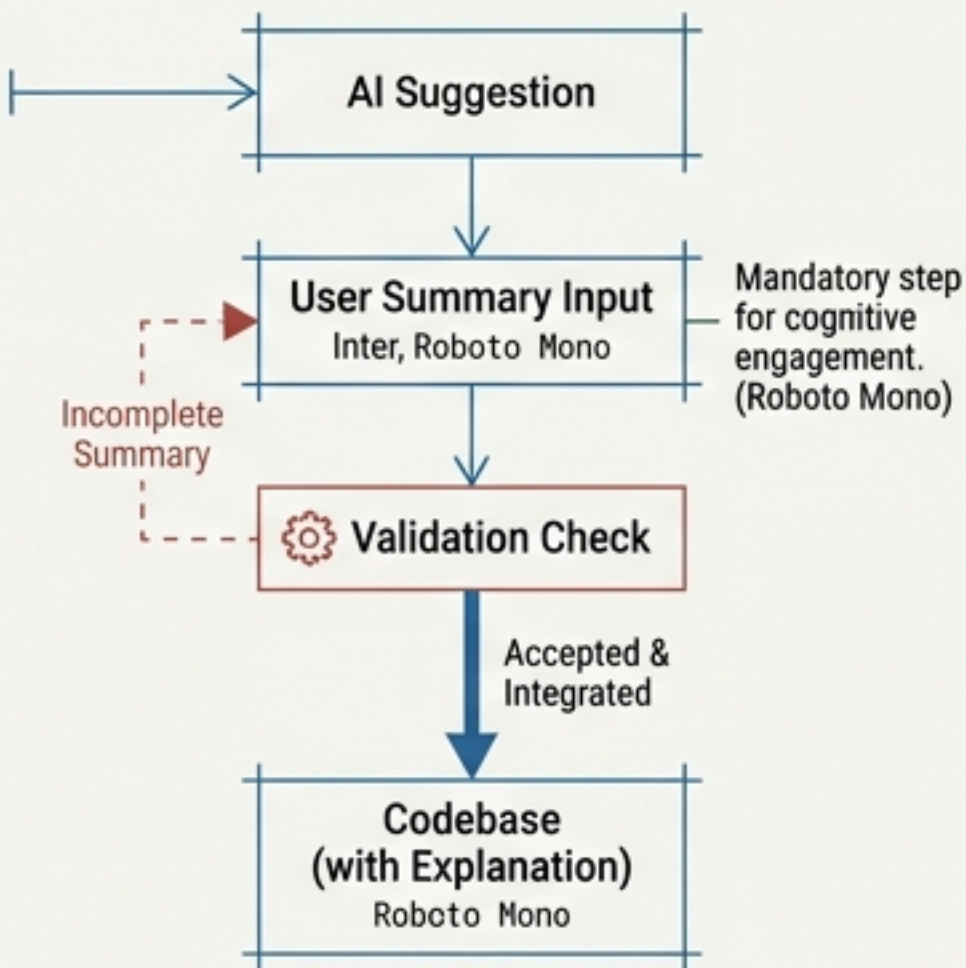 AI Suggestion
User Summary Input
Inter, Roboto Mono
Mandatory step
for cognitive
engagement.
(Roboto Mono)
Incomplete
Summary
Validation Check
Accepted &
Integrated
Codebase
(with Explanation)
Robcto Mono